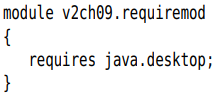 module v2ch09.requiremod
{
   requires java.desktop;
}